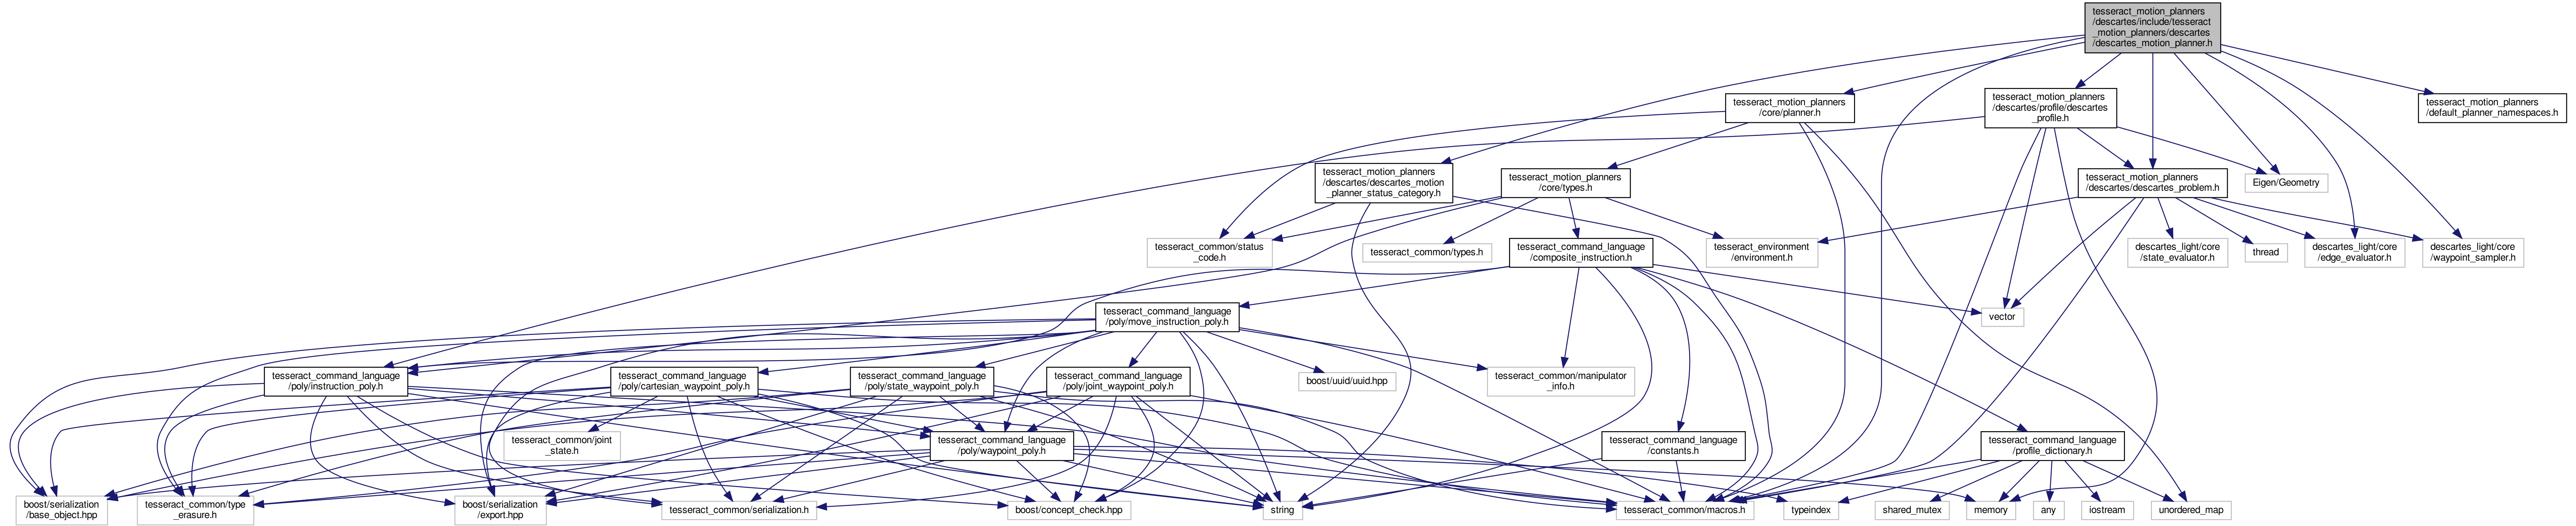 tesseract_motion_planners
/descartes/include/tesseract
_motion_planners/descartes
/descartes_motion_planner.h
tesseract_motion_planners
/core/planner.h
tesseract_motion_planners
/descartes/profile/descartes
_profile.h
tesseract_motion_planners
/default_planner_namespaces.h
tesseract_motion_planners
/descartes/descartes_motion
_planner_status_category.h
tesseract_motion_planners
/core/types.h
tesseract_motion_planners
/descartes/descartes_problem.h
Eigen/Geometry
tesseract_common/status
_code.h
tesseract_common/types.h
tesseract_command_language
/composite_instruction.h
tesseract_environment
/environment.h
descartes_light/core
/state_evaluator.h
thread
descartes_light/core
/edge_evaluator.h
descartes_light/core
/waypoint_sampler.h
tesseract_command_language
/poly/move_instruction_poly.h
vector
tesseract_command_language
/poly/instruction_poly.h
tesseract_command_language
/poly/cartesian_waypoint_poly.h
tesseract_command_language
/poly/state_waypoint_poly.h
tesseract_command_language
/poly/joint_waypoint_poly.h
boost/uuid/uuid.hpp
tesseract_common/manipulator
_info.h
tesseract_common/joint
_state.h
tesseract_command_language
/poly/waypoint_poly.h
tesseract_command_language
/constants.h
tesseract_command_language
/profile_dictionary.h
boost/serialization
/base_object.hpp
tesseract_common/type
_erasure.h
boost/serialization
/export.hpp
tesseract_common/serialization.h
boost/concept_check.hpp
string
tesseract_common/macros.h
typeindex
shared_mutex
memory
any
iostream
unordered_map